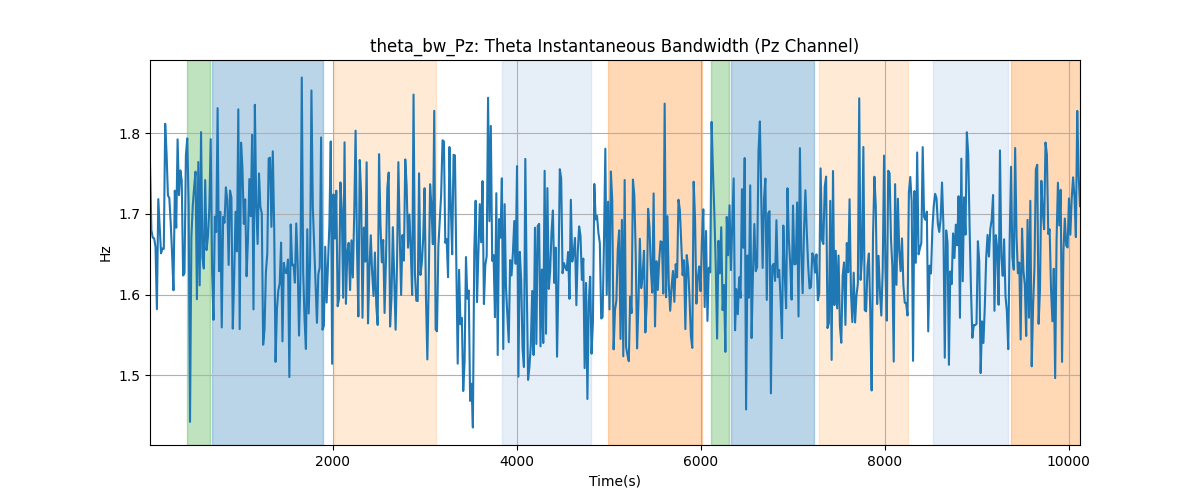 theta_bw_Pz: Theta Instantaneous Bandwidth (Pz Channel)
Hz
1.8
1.7
1.6
1.5
2000 4000 6000 8000 10000
Time(s)